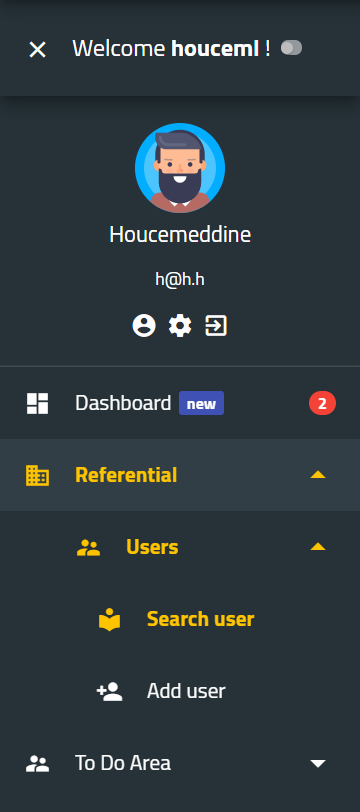 Welcome houceml !
Houcemeddine
h@h.h
Dashboard new 2
Referential
Users
Search user
Add user
To Do Area